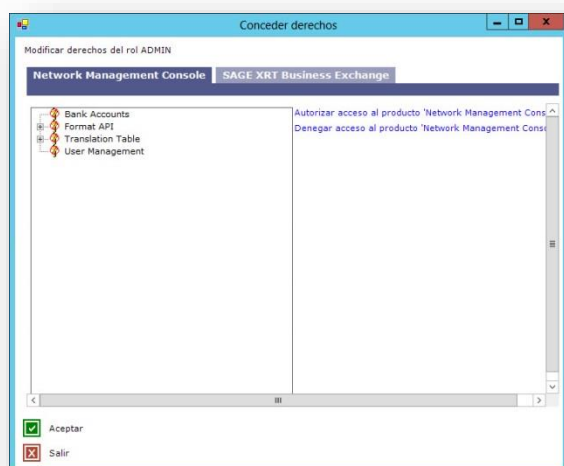 Conceder derechos
Modificar derechos del rol ADMIN
Network Management Console SAGE XRT Business Exchange
Bank Accounts
Format API
Translation Table
User Management
Autorizar acceso al producto 'Network Management Cons
Denegar acceso al producto 'Network Management Conso
Aceptar
Salir